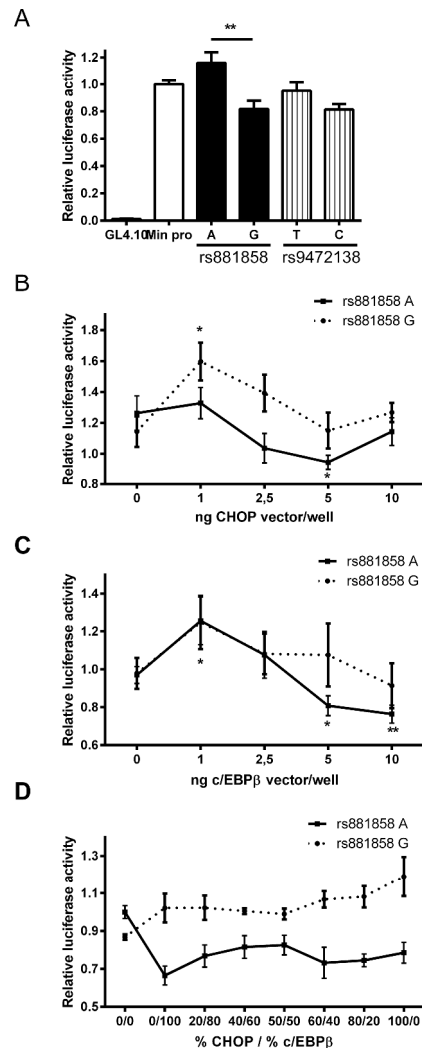 A
**
Relative luciferase activity
1.2
1.0
0.8
0.6
0.4
0.2
0.0
GL4.10 Min pro A G T C
rs881858 rs9472138
B
rs881858 A
rs881858 G
Relative luciferase activity
1.8
1.6
1.4
1.2
1.0
0.8
*
*
0 1 2,5 5 10
ng CHOP vector/well
C
rs881858 A
rs881858 G
Relative luciferase activity
1.4
1.2
1.0
0.8
0.6
*
*
**
0 1 2,5 5 10
ng c/EBPβ vector/well
D
rs881858 A
rs881858 G
Relative luciferase activity
1.3
1.1
0.9
0.7
0.5
0/0 0/100 20/80 40/60 50/50 60/40 80/20 100/0
% CHOP / % c/EBPβ